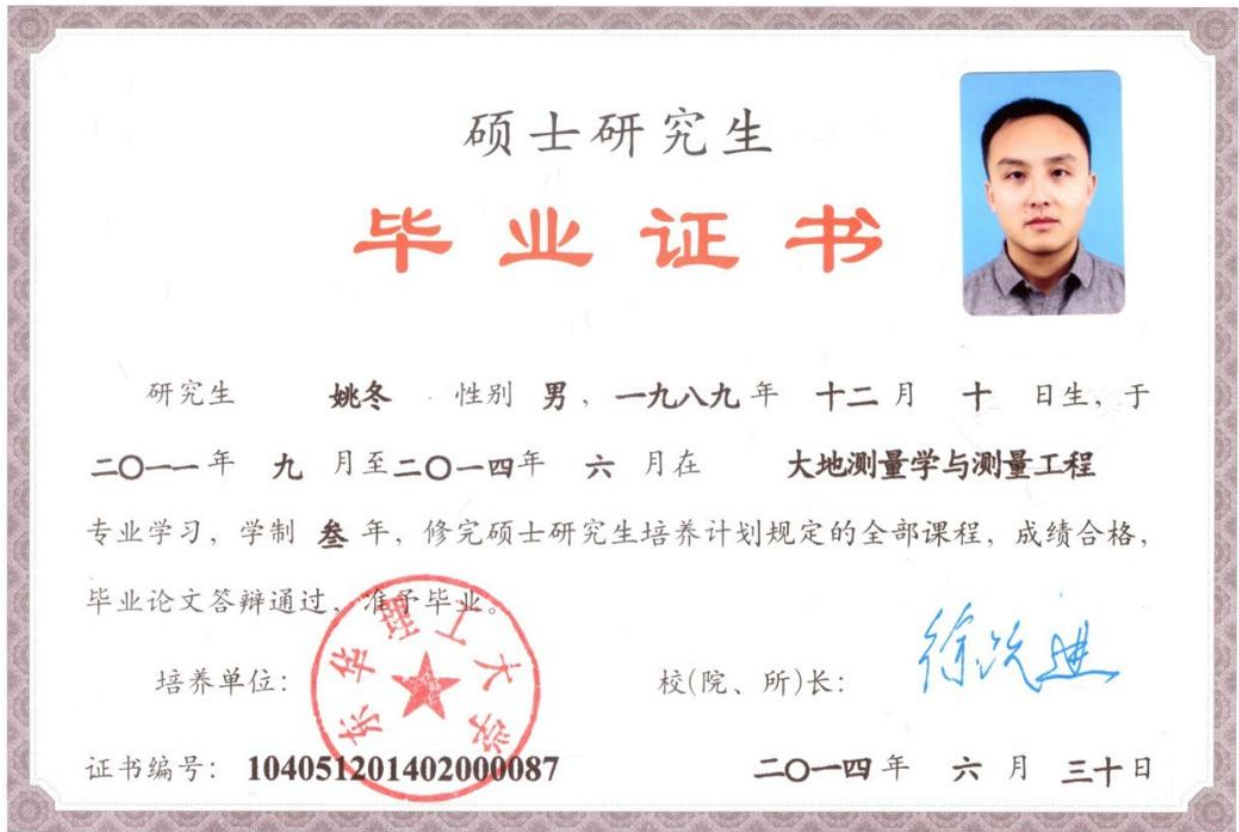 硕士研究生
毕业证书
研究生 姚冬 性别 男，一九八九年 十二月 十 日生，于
二〇一一年 九 月至二〇一四年 六 月在 大地测量学与测量工程
专业学习，学制 叁 年，修完硕士研究生培养计划规定的全部课程，成绩合格，
毕业论文答辩通过，准予毕业。
东华理工大学
培养单位： 校(院、所)长： 徐跃进
证书编号：104051201402000087 二〇一四年 六 月 三十日